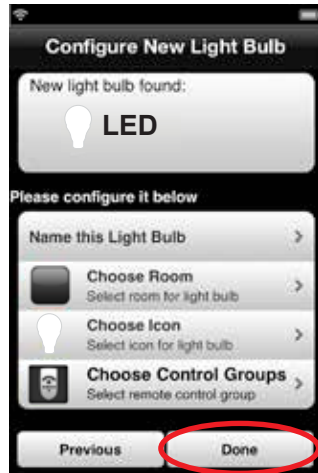 Configure New Light Bulb
New light bulb found:
LED
Please configure it below
Name this Light Bulb
Choose Room
Select room for light bulb
Choose Icon
Select icon for light bulb
Choose Control Groups
Select remote control group
Previous
Done